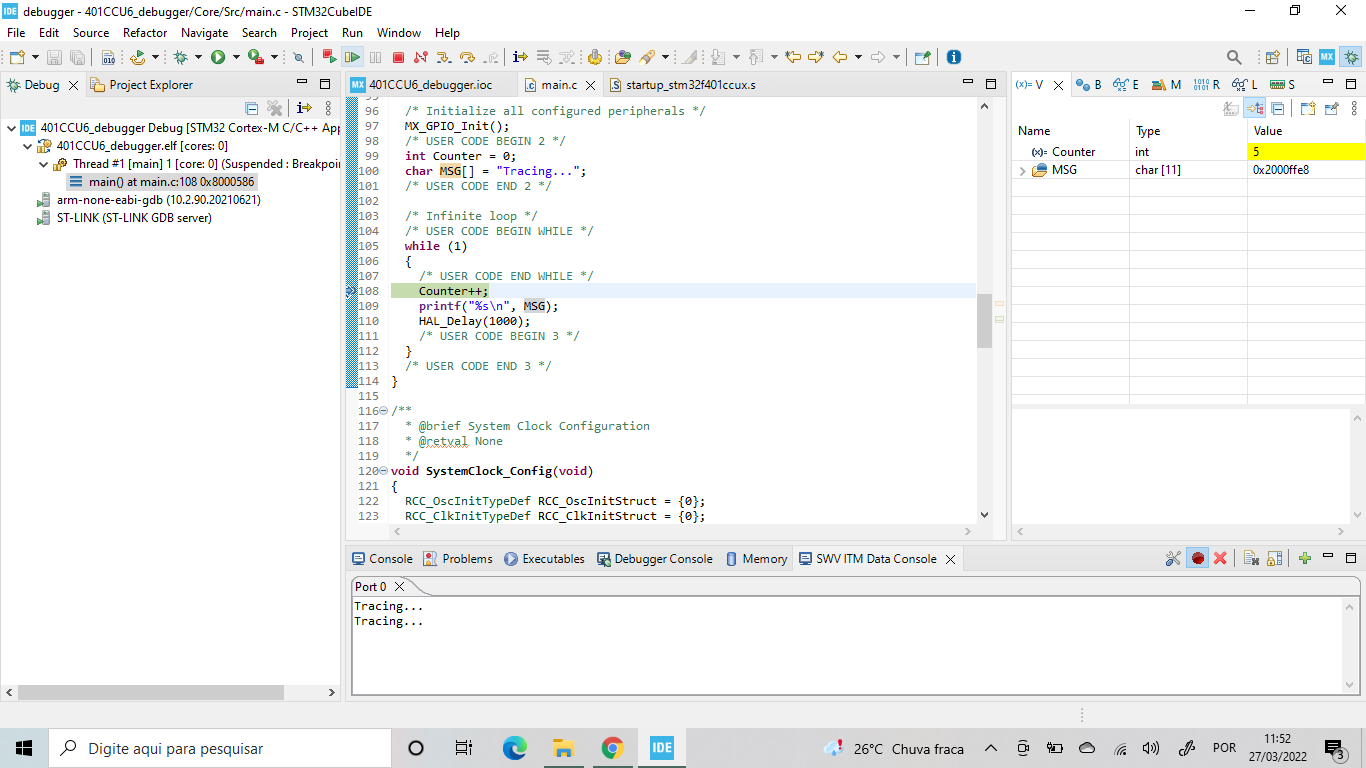 IDE debugger - 401CCU6_debugger/Core/Src/main.c - STM32CubeIDE
File Edit Source Refactor Navigate Search Project Run Window Help
Debug Project Explorer
401CCU6_debugger Debug [STM32 Cortex-M C/C++ App
401CCU6_debugger.elf [cores: 0]
Thread #1 [main] 1 [core: 0] (Suspended : Breakpoin
main() at main.c:108 0x8000586
arm-none-eabi-gdb (10.2.90.20210621)
ST-LINK (ST-LINK GDB server)
MX 401CCU6_debugger.ioc main.c startup_stm32f401ccux.s
95
96 /* Initialize all configured peripherals */
97 MX_GPIO_Init();
98 /* USER CODE BEGIN 2 */
99 int Counter = 0;
100 char MSG[] = "Tracing...";
101 /* USER CODE END 2 */
102
103 /* Infinite loop */
104 /* USER CODE BEGIN WHILE */
105 while (1)
106 {
107 /* USER CODE END WHILE */
108 Counter++;
109 printf("%s\n", MSG);
110 HAL_Delay(1000);
111 /* USER CODE BEGIN 3 */
112 }
113 /* USER CODE END 3 */
114 }
115
116 /**
117 * @brief System Clock Configuration
118 * @retval None
119 */
120 void SystemClock_Config(void)
121 {
122 RCC_OscInitTypeDef RCC_OscInitStruct = {0};
123 RCC_ClkInitTypeDef RCC_ClkInitStruct = {0};
(x)= V B E M R L S
Name Type Value
(x)= Counter int 5
MSG char [11] 0x2000ffe8
Console Problems Executables Debugger Console Memory SWV ITM Data Console
Port 0
Tracing...
Tracing...
Digite aqui para pesquisar
IDE
26°C Chuva fraca
POR
11:52
27/03/2022
3